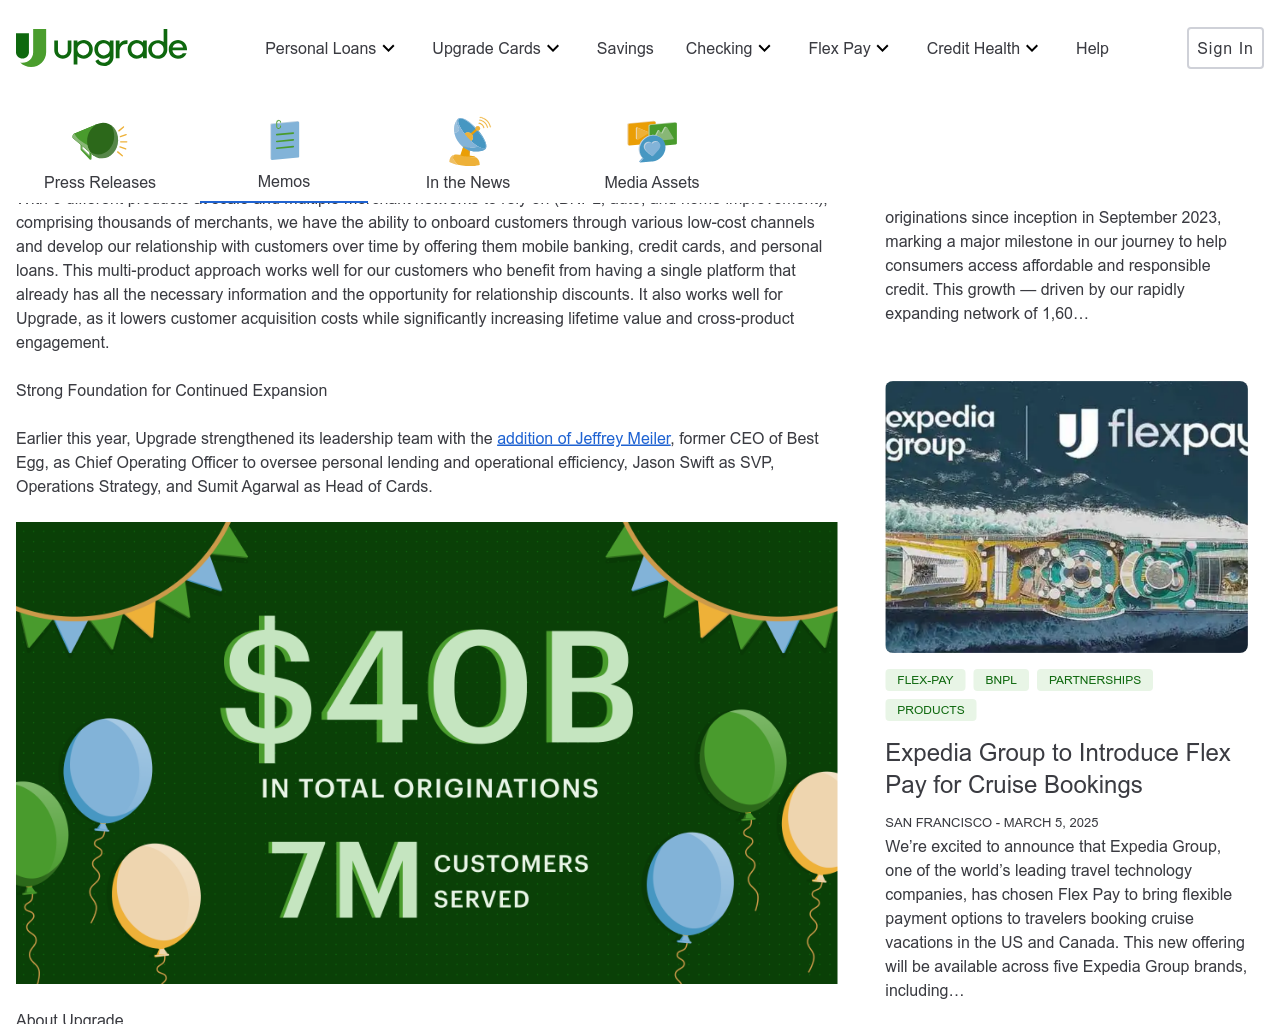 upgrade
Personal Loans
Upgrade Cards
Savings
Checking
Flex Pay
Credit Health
Help
Sign In
Press Releases
Memos
In the News
Media Assets
comprising thousands of merchants, we have the ability to onboard customers through various low-cost channels
and develop our relationship with customers over time by offering them mobile banking, credit cards, and personal
loans. This multi-product approach works well for our customers who benefit from having a single platform that
already has all the necessary information and the opportunity for relationship discounts. It also works well for
Upgrade, as it lowers customer acquisition costs while significantly increasing lifetime value and cross-product
engagement.
Strong Foundation for Continued Expansion
Earlier this year, Upgrade strengthened its leadership team with the addition of Jeffrey Meiler, former CEO of Best
Egg, as Chief Operating Officer to oversee personal lending and operational efficiency, Jason Swift as SVP,
Operations Strategy, and Sumit Agarwal as Head of Cards.
$40B
IN TOTAL ORIGINATIONS
7M CUSTOMERS
SERVED
About Upgrade
originations since inception in September 2023,
marking a major milestone in our journey to help
consumers access affordable and responsible
credit. This growth — driven by our rapidly
expanding network of 1,60…
expedia
group™
flexpay
FLEX-PAY
BNPL
PARTNERSHIPS
PRODUCTS
Expedia Group to Introduce Flex
Pay for Cruise Bookings
SAN FRANCISCO - MARCH 5, 2025
We’re excited to announce that Expedia Group,
one of the world’s leading travel technology
companies, has chosen Flex Pay to bring flexible
payment options to travelers booking cruise
vacations in the US and Canada. This new offering
will be available across five Expedia Group brands,
including…